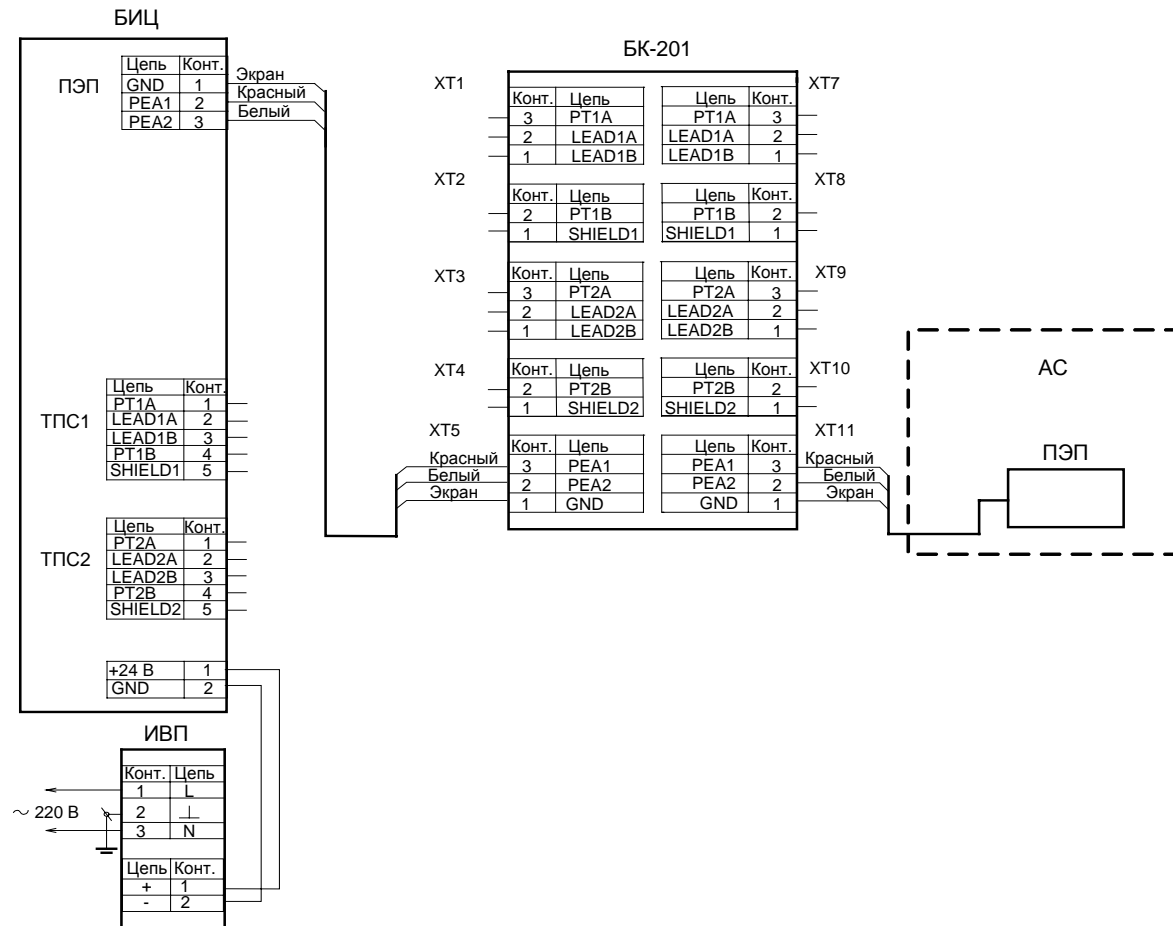 БИЦ
ПЭП
Цепь Конт.
GND 1
PEA1 2
PEA2 3
Экран
Красный
Белый
ТПС1
Цепь Конт.
PT1A 1
LEAD1A 2
LEAD1B 3
PT1B 4
SHIELD1 5
ТПС2
Цепь Конт.
PT2A 1
LEAD2A 2
LEAD2B 3
PT2B 4
SHIELD2 5
+24 В 1
GND 2
ИВП
Конт. Цепь
1 L
2 ⊥
3 N
~ 220 В
Цепь Конт.
+ 1
- 2
БК-201
XT1
Конт. Цепь
3 PT1A
2 LEAD1A
1 LEAD1B
XT7
Цепь Конт.
PT1A 3
LEAD1A 2
LEAD1B 1
XT2
Конт. Цепь
2 PT1B
1 SHIELD1
XT8
Цепь Конт.
PT1B 2
SHIELD1 1
XT3
Конт. Цепь
3 PT2A
2 LEAD2A
1 LEAD2B
XT9
Цепь Конт.
PT2A 3
LEAD2A 2
LEAD2B 1
XT4
Конт. Цепь
2 PT2B
1 SHIELD2
XT10
Цепь Конт.
PT2B 2
SHIELD2 1
XT5
Красный
Белый
Экран
Конт. Цепь
3 PEA1
2 PEA2
1 GND
XT11
Цепь Конт.
PEA1 3
PEA2 2
GND 1
Красный
Белый
Экран
АС
ПЭП